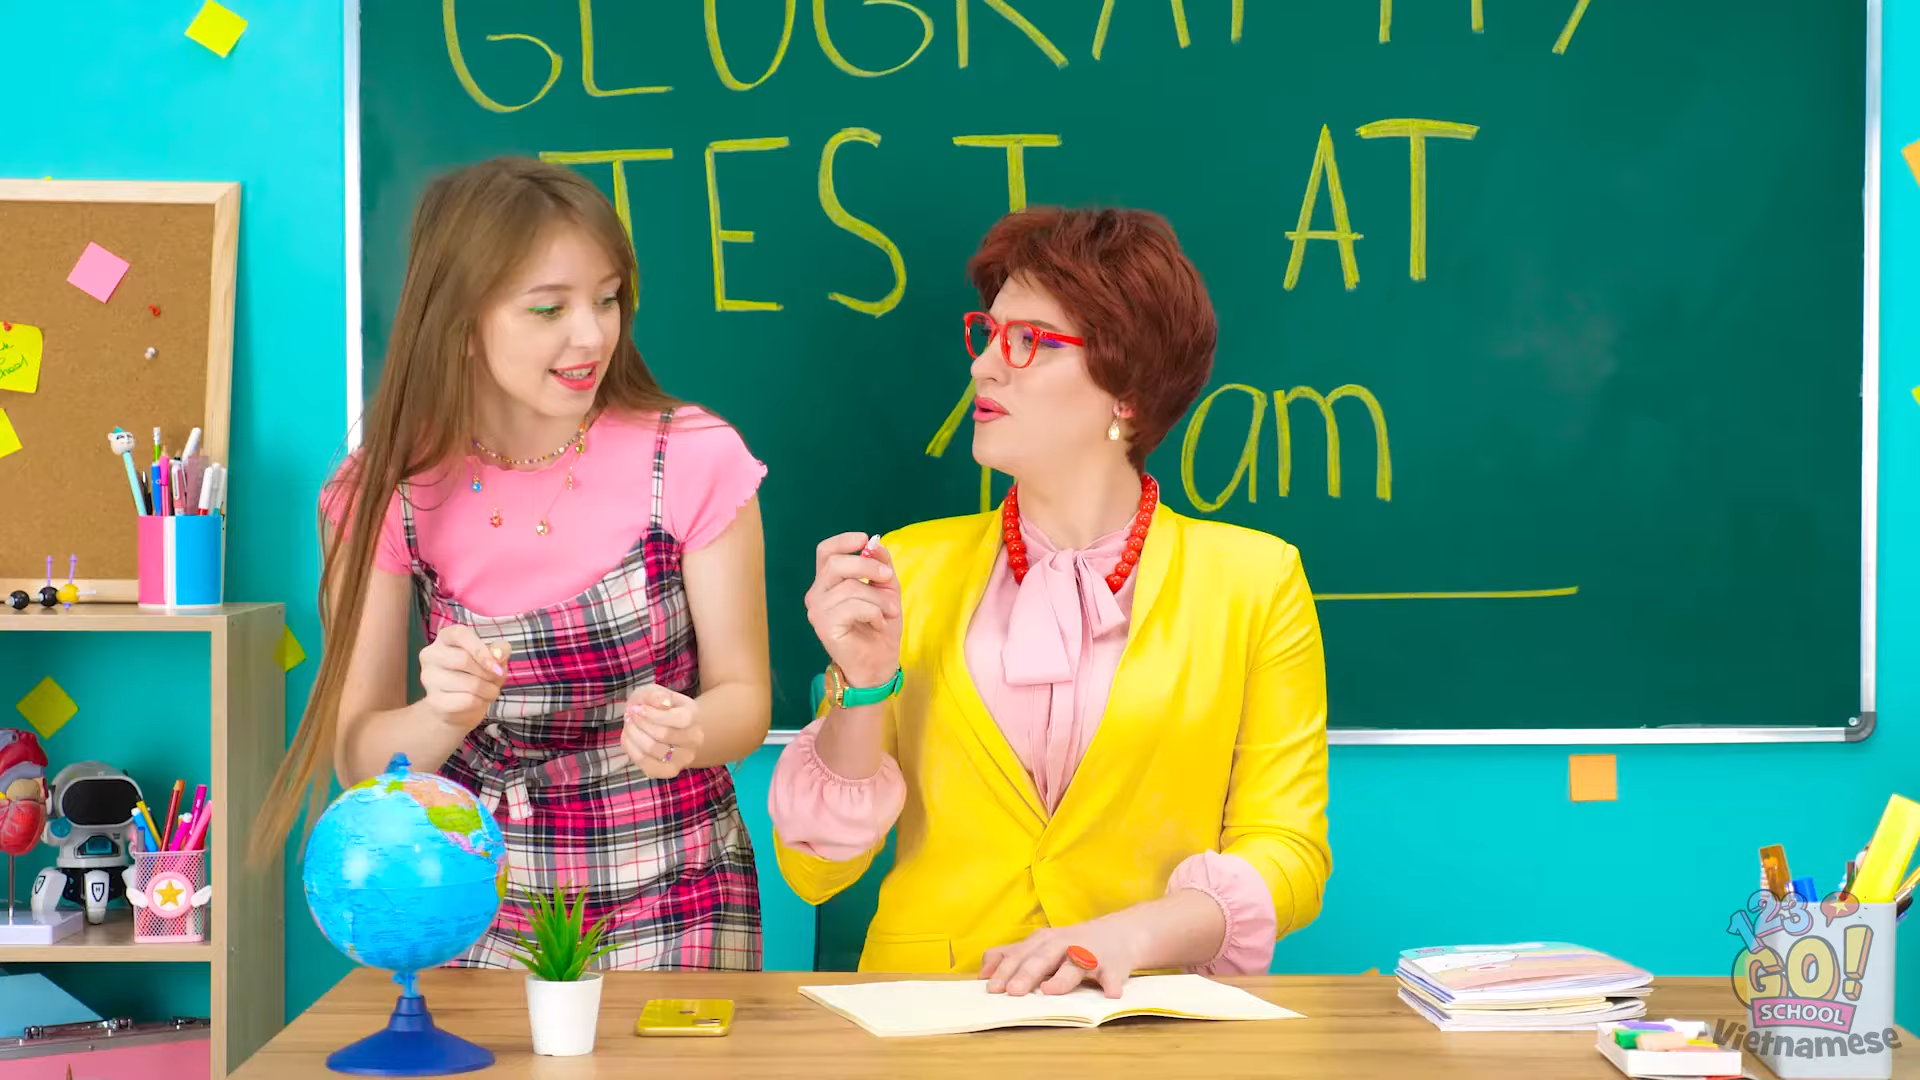 GEOGRAPHY
TEST AT
am
123
GO!
SCHOOL
Vietnamese